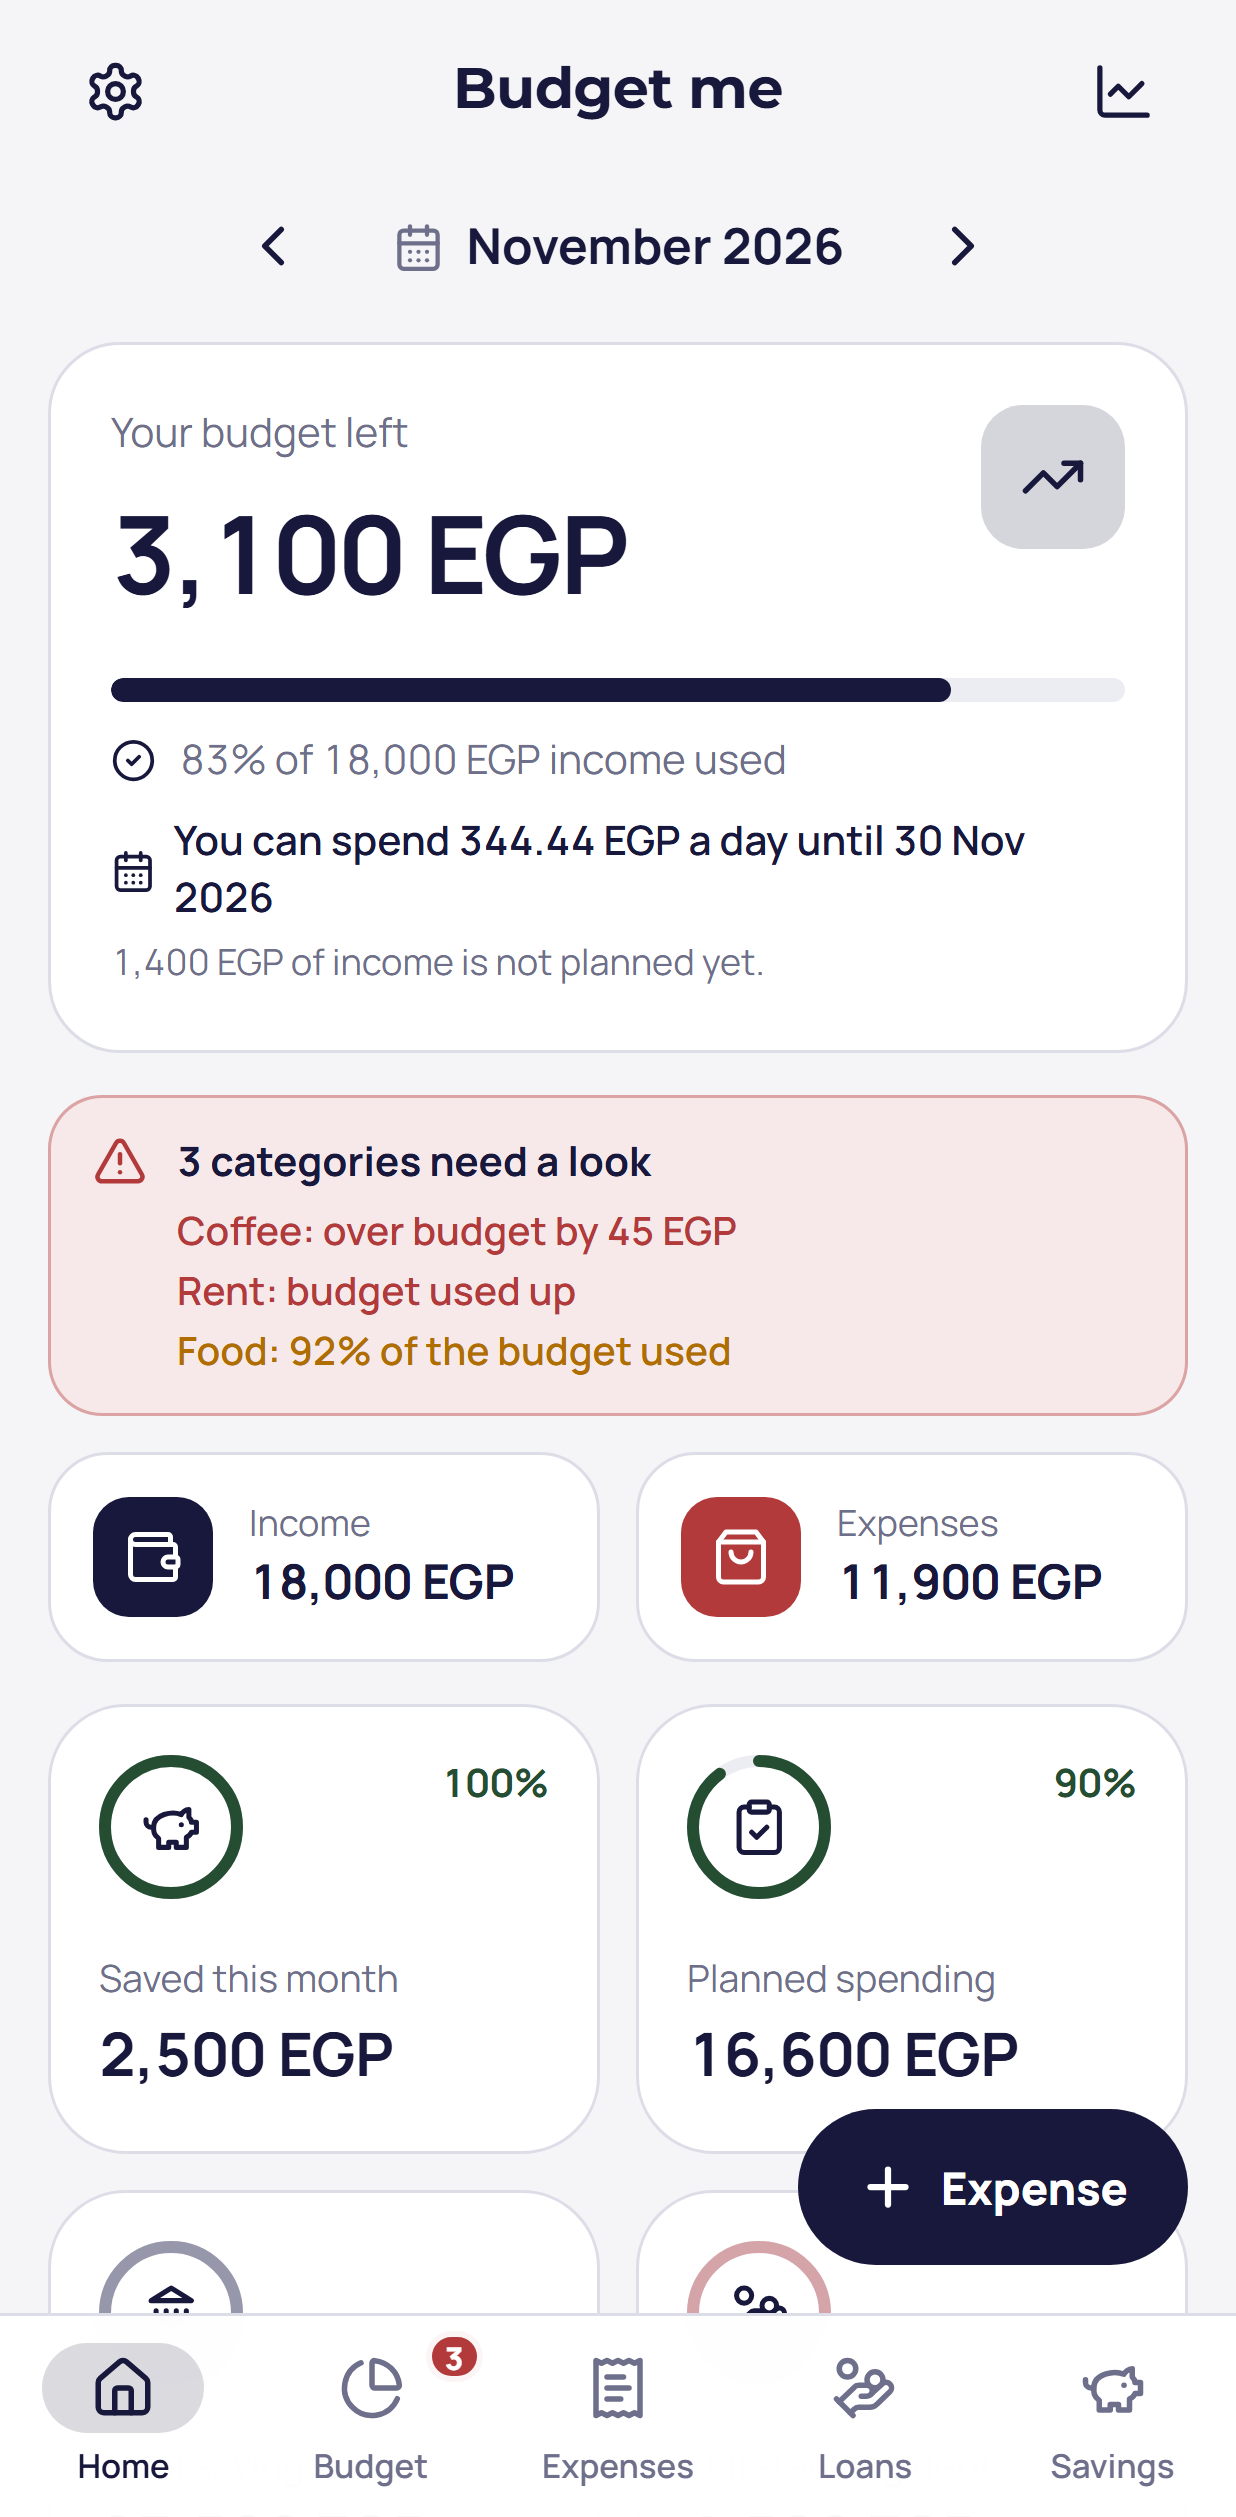 Budget me
November 2026
Your budget left
3,100 EGP
83% of 18,000 EGP income used
You can spend 344.44 EGP a day until 30 Nov
2026
1,400 EGP of income is not planned yet.
3 categories need a look
Coffee: over budget by 45 EGP
Rent: budget used up
Food: 92% of the budget used
Income
18,000 EGP
Expenses
11,900 EGP
100%
Saved this month
2,500 EGP
90%
Planned spending
16,600 EGP
Expense
3
Home
Budget
Expenses
Loans
Savings